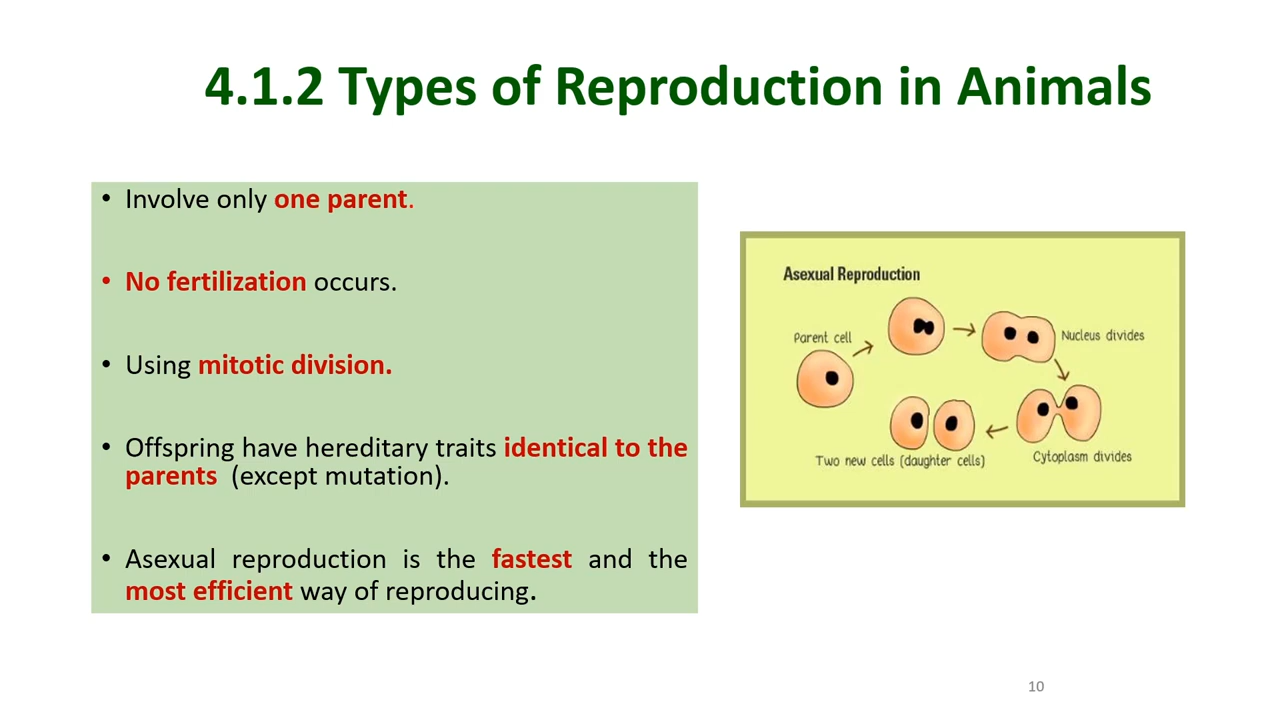 4.1.2 Types of Reproduction in Animals
• Involve only one parent.
• No fertilization occurs.
• Using mitotic division.
• Offspring have hereditary traits identical to the
parents (except mutation).
• Asexual reproduction is the fastest and the
most efficient way of reproducing.
Asexual Reproduction
Parent cell
Nucleus divides
Cytoplasm divides
Two new cells (daughter cells)
10